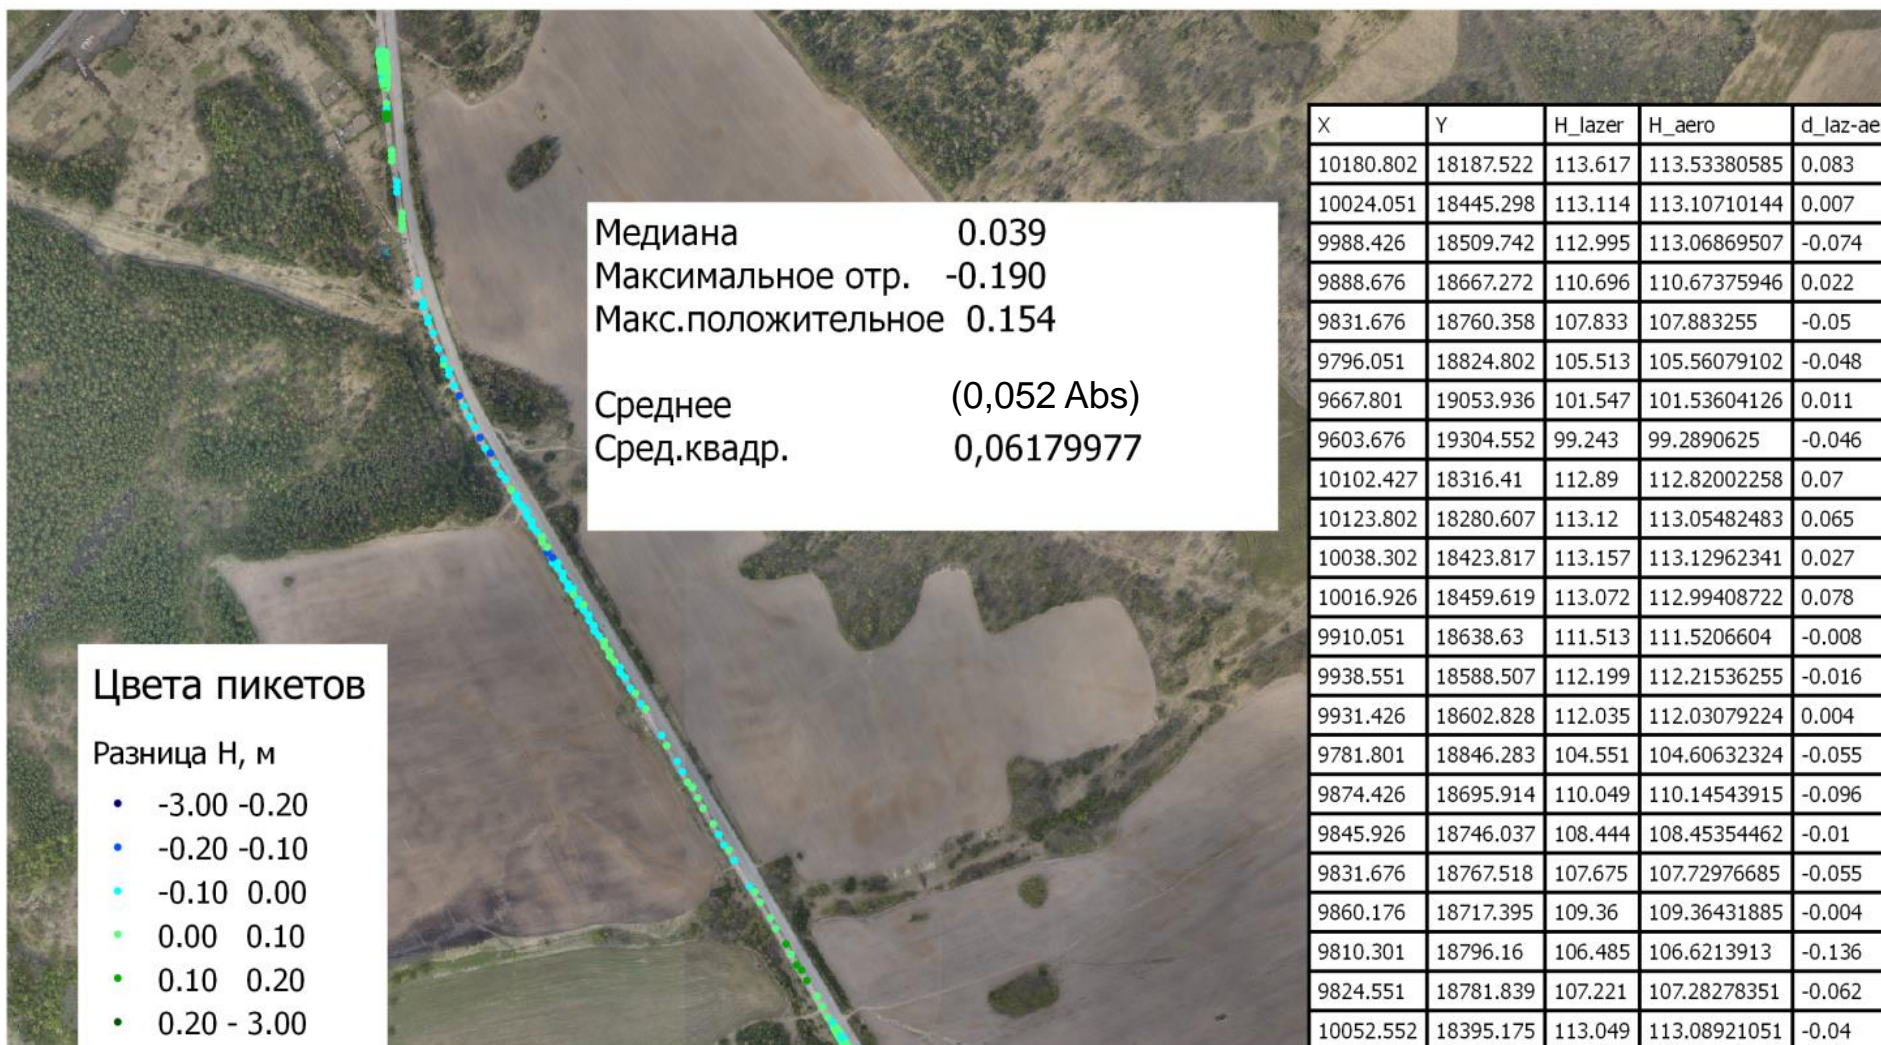 Медиана 0.039
Максимальное отр. -0.190
Макс.положительное 0.154
Среднее (0,052 Abs)
Сред.квадр. 0,06179977
Цвета пикетов
Разница Н, м
-3.00 -0.20
-0.20 -0.10
-0.10 0.00
0.00 0.10
0.10 0.20
0.20 - 3.00
X Y H_lazer H_aero d_laz-ae
10180.802 18187.522 113.617 113.53380585 0.083
10024.051 18445.298 113.114 113.10710144 0.007
9988.426 18509.742 112.995 113.06869507 -0.074
9888.676 18667.272 110.696 110.67375946 0.022
9831.676 18760.358 107.833 107.883255 -0.05
9796.051 18824.802 105.513 105.56079102 -0.048
9667.801 19053.936 101.547 101.53604126 0.011
9603.676 19304.552 99.243 99.2890625 -0.046
10102.427 18316.41 112.89 112.82002258 0.07
10123.802 18280.607 113.12 113.05482483 0.065
10038.302 18423.817 113.157 113.12962341 0.027
10016.926 18459.619 113.072 112.99408722 0.078
9910.051 18638.63 111.513 111.5206604 -0.008
9938.551 18588.507 112.199 112.21536255 -0.016
9931.426 18602.828 112.035 112.03079224 0.004
9781.801 18846.283 104.551 104.60632324 -0.055
9874.426 18695.914 110.049 110.14543915 -0.096
9845.926 18746.037 108.444 108.45354462 -0.01
9831.676 18767.518 107.675 107.72976685 -0.055
9860.176 18717.395 109.36 109.36431885 -0.004
9810.301 18796.16 106.485 106.6213913 -0.136
9824.551 18781.839 107.221 107.28278351 -0.062
10052.552 18395.175 113.049 113.08921051 -0.04